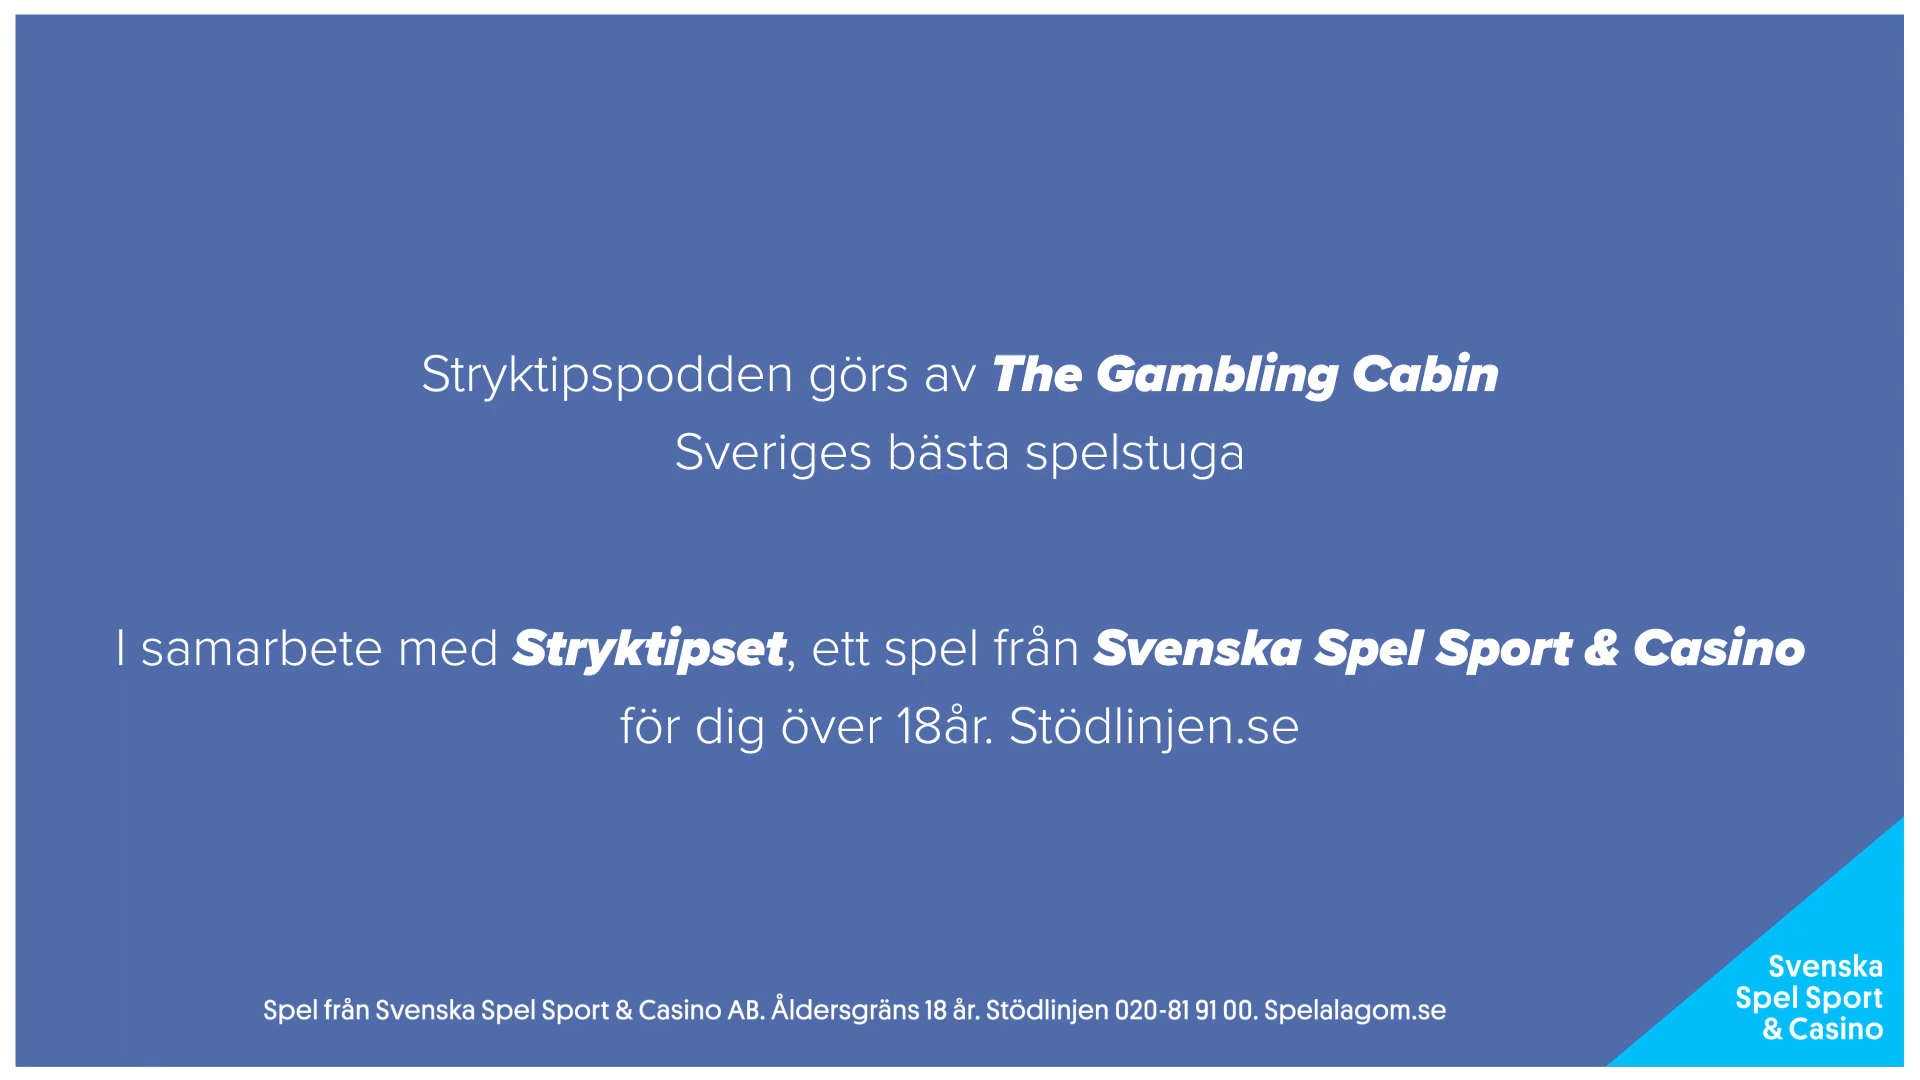 Stryktipspodden görs av The Gambling Cabin
Sveriges bästa spelstuga
I samarbete med Stryktipset, ett spel från Svenska Spel Sport & Casino
för dig över 18år. Stödlinjen.se
Spel från Svenska Spel Sport & Casino AB. Åldersgräns 18 år. Stödlinjen 020-81 91 00. Spelalagom.se
Svenska
Spel Sport
& Casino